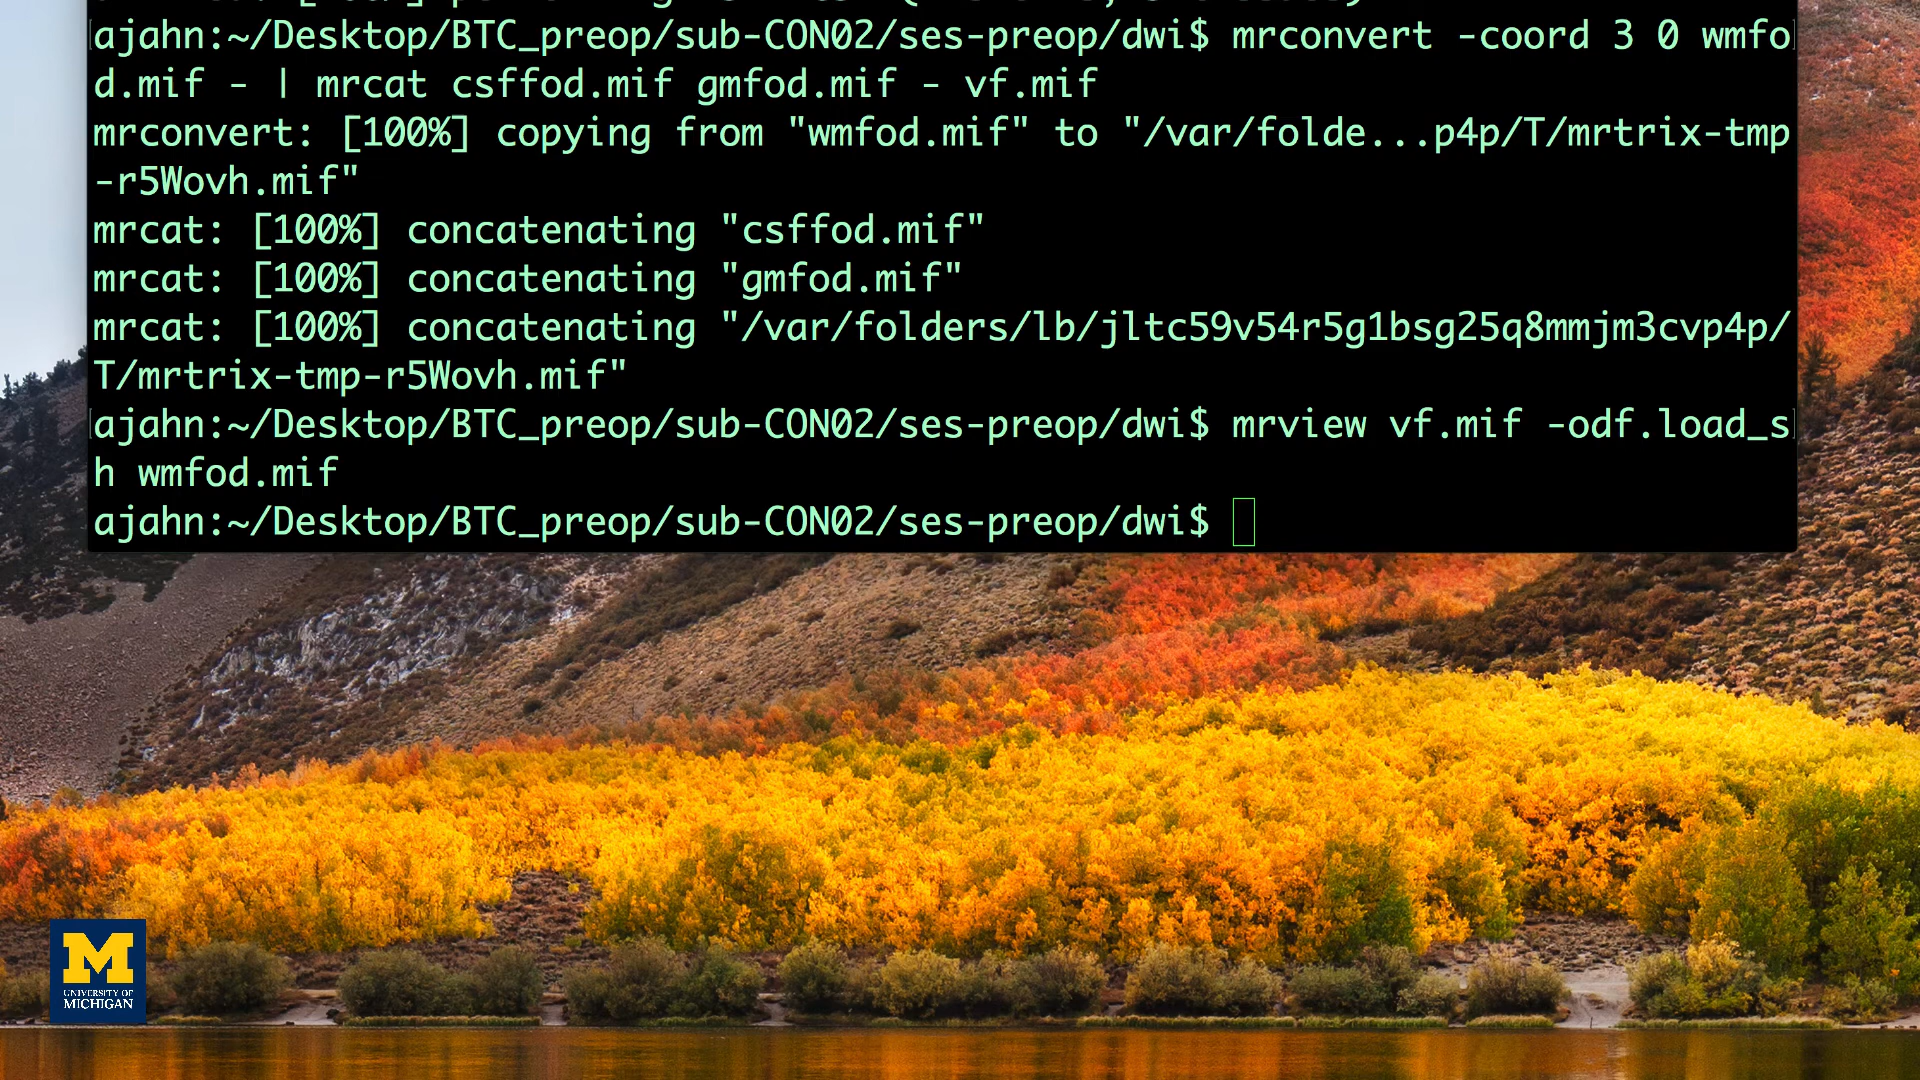 ajahn:~/Desktop/BTC_preop/sub-CON02/ses-preop/dwi$ mrconvert -coord 3 0 wmfo
d.mif - | mrcat csffod.mif gmfod.mif - vf.mif
mrconvert: [100%] copying from "wmfod.mif" to "/var/folde...p4p/T/mrtrix-tmp
-r5Wovh.mif"
mrcat: [100%] concatenating "csffod.mif"
mrcat: [100%] concatenating "gmfod.mif"
mrcat: [100%] concatenating "/var/folders/lb/jltc59v54r5g1bsg25q8mmjm3cvp4p/
T/mrtrix-tmp-r5Wovh.mif"
ajahn:~/Desktop/BTC_preop/sub-CON02/ses-preop/dwi$ mrview vf.mif -odf.load_s
h wmfod.mif
ajahn:~/Desktop/BTC_preop/sub-CON02/ses-preop/dwi$
M
UNIVERSITY OF
MICHIGAN